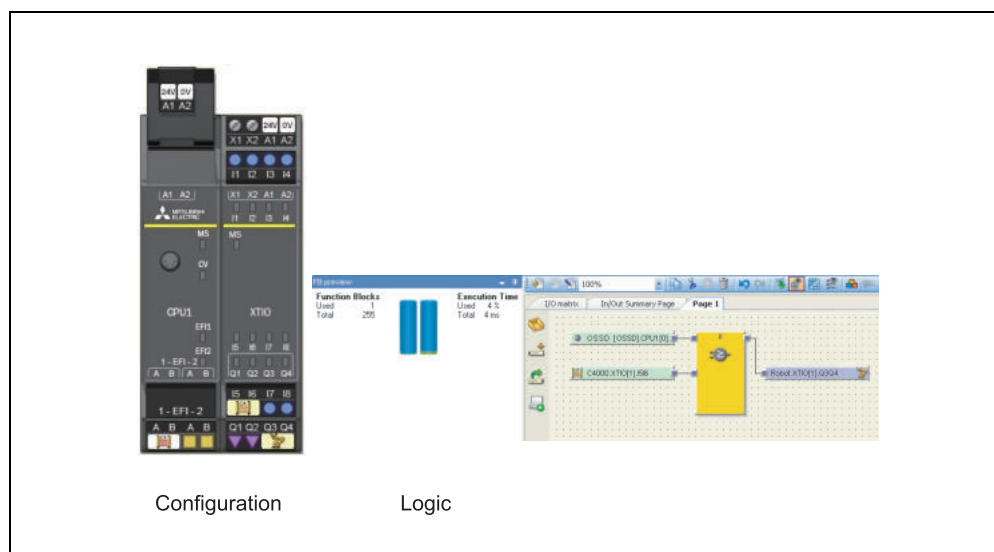 24V 0V
A1 A2
24V 0V
X1 X2 A1 A2
I1 I2 I3 I4
A1 A2
X1 X2 A1 A2
MITSUBISHI
ELECTRIC
I1 I2 I3 I4
MS
MS
CV
CPU1
XTIO
EFI1
I5 I6 I7 I8
EFI2
1 - EFI - 2
A B A B
Q1 Q2 Q3 Q4
I5 I6 I7 I8
1 - EFI - 2
A B A B
Q1 Q2 Q3 Q4
FB preview
Function Blocks
Used 1
Total 255
Execution Time
Used 4 %
Total 4 ms
100%
I/O matrix
In/Out Summary Page
Page 1
OSSD [OSSD].CPU1[0].
C4000.XTIO[1].I5I6
Robot.XTIO[1].Q3Q4
Configuration
Logic